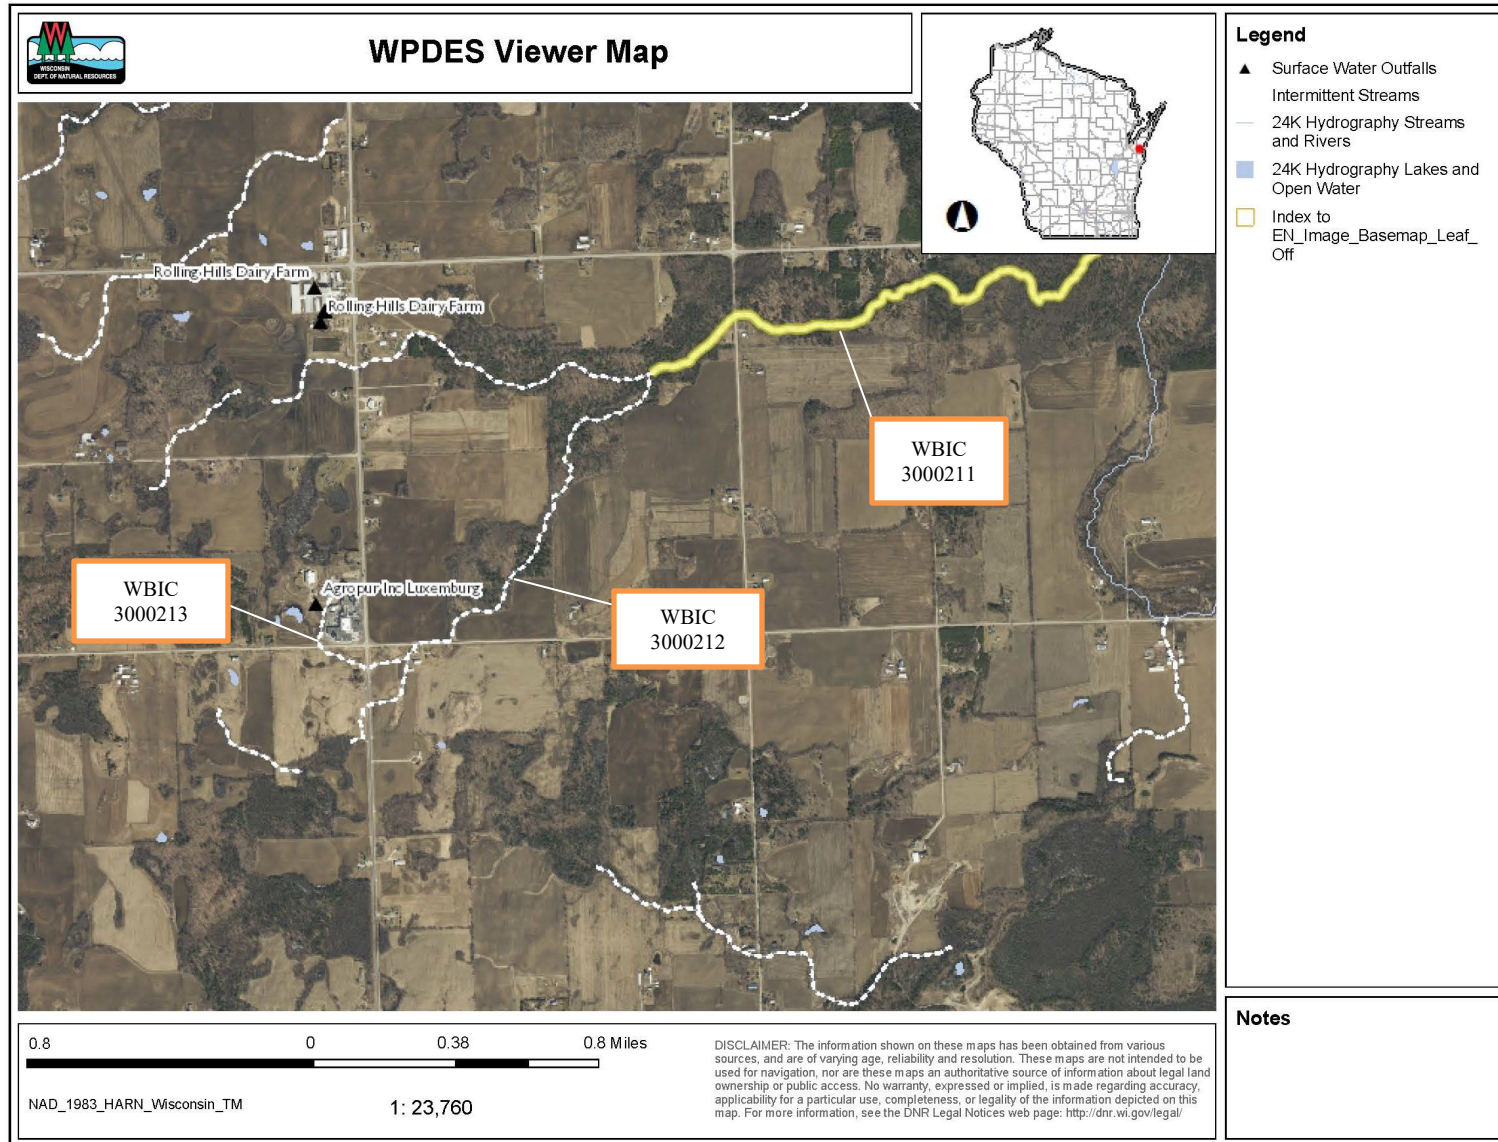 WISCONSIN
DEPT. OF NATURAL RESOURCES
WPDES Viewer Map
Legend
Surface Water Outfalls
Intermittent Streams
24K Hydrography Streams
and Rivers
24K Hydrography Lakes and
Open Water
Index to
EN_Image_Basemap_Leaf_
Off
Rolling Hills Dairy Farm
Rolling Hills Dairy Farm
WBIC
3000211
WBIC
3000213
Agropur Inc Luxemburg
WBIC
3000212
0.8 0 0.38 0.8 Miles
NAD_1983_HARN_Wisconsin_TM
1: 23,760
DISCLAIMER: The information shown on these maps has been obtained from various
sources, and are of varying age, reliability and resolution. These maps are not intended to be
used for navigation, nor are these maps an authoritative source of information about legal land
ownership or public access. No warranty, expressed or implied, is made regarding accuracy,
applicability for a particular use, completeness, or legality of the information depicted on this
map. For more information, see the DNR Legal Notices web page: http://dnr.wi.gov/legal/
Notes